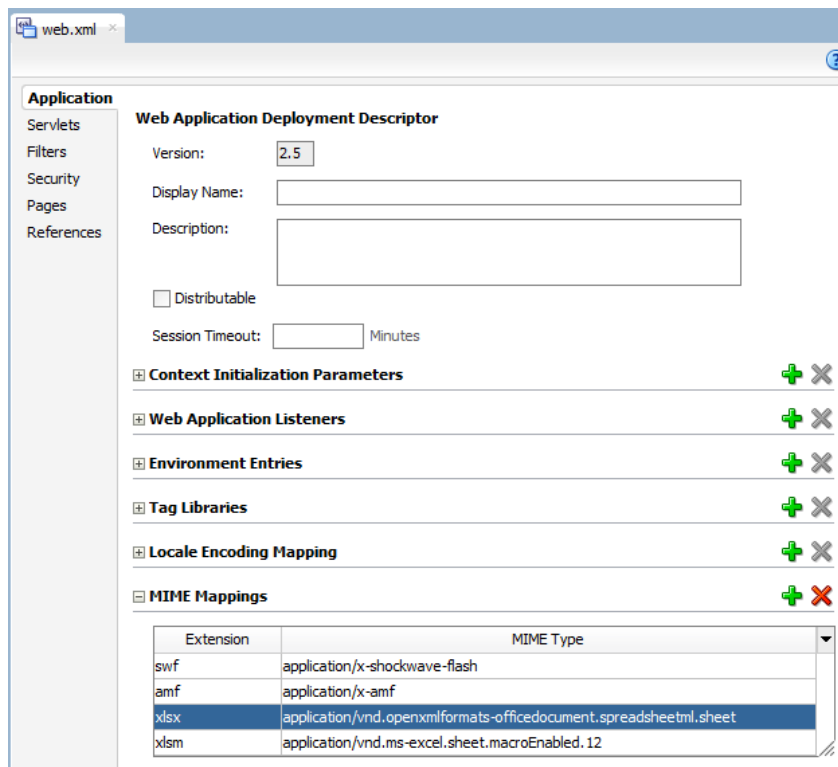 web.xml
Application
Servlets
Filters
Security
Pages
References
Web Application Deployment Descriptor
Version: 2.5
Display Name:
Description:
Distributable
Session Timeout: Minutes
Context Initialization Parameters
Web Application Listeners
Environment Entries
Tag Libraries
Locale Encoding Mapping
MIME Mappings
Extension MIME Type
swf application/x-shockwave-flash
amf application/x-amf
xlsx application/vnd.openxmlformats-officedocument.spreadsheetml.sheet
xlsm application/vnd.ms-excel.sheet.macroEnabled.12